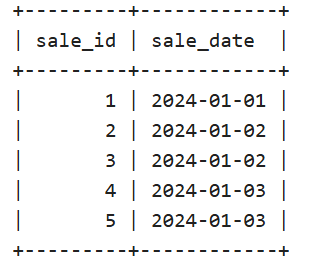 +---------+------------+
| sale_id | sale_date  |
+---------+------------+
|       1 | 2024-01-01 |
|       2 | 2024-01-02 |
|       3 | 2024-01-02 |
|       4 | 2024-01-03 |
|       5 | 2024-01-03 |
+---------+------------+